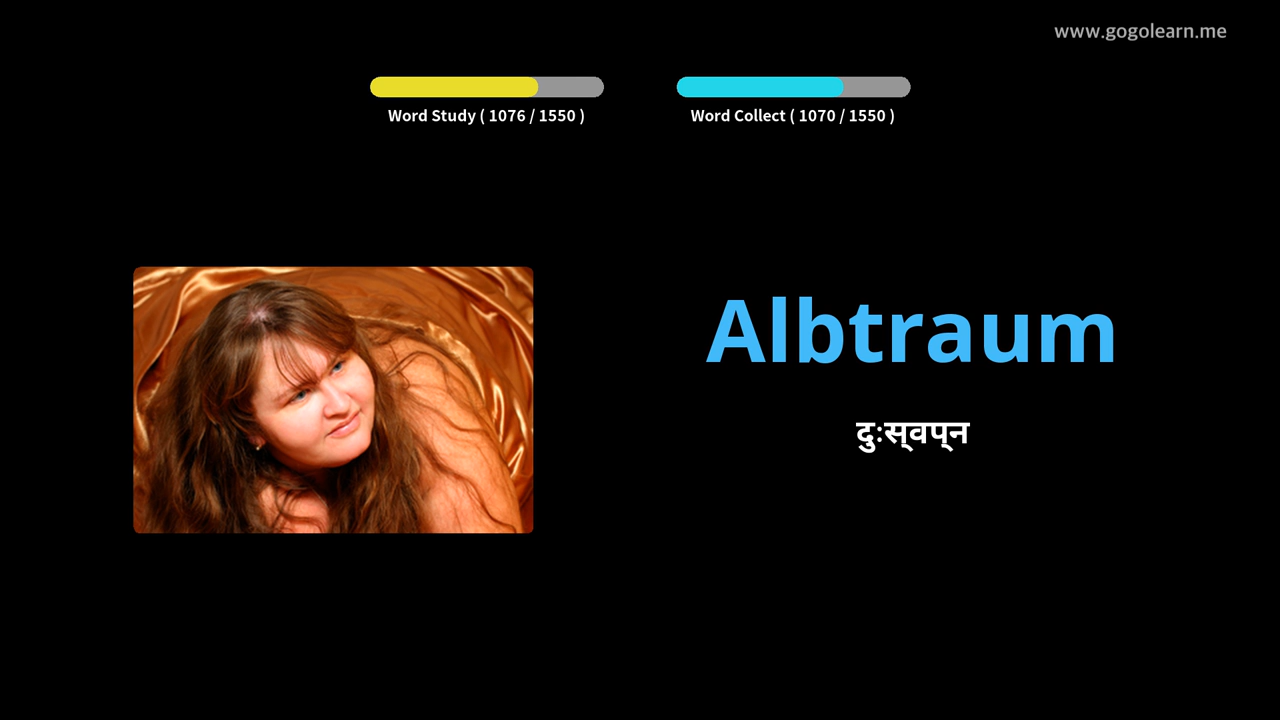 www.gogolearn.me
Word Study ( 1076 / 1550 )
Word Collect ( 1070 / 1550 )
Albtraum
दुःस्वप्न